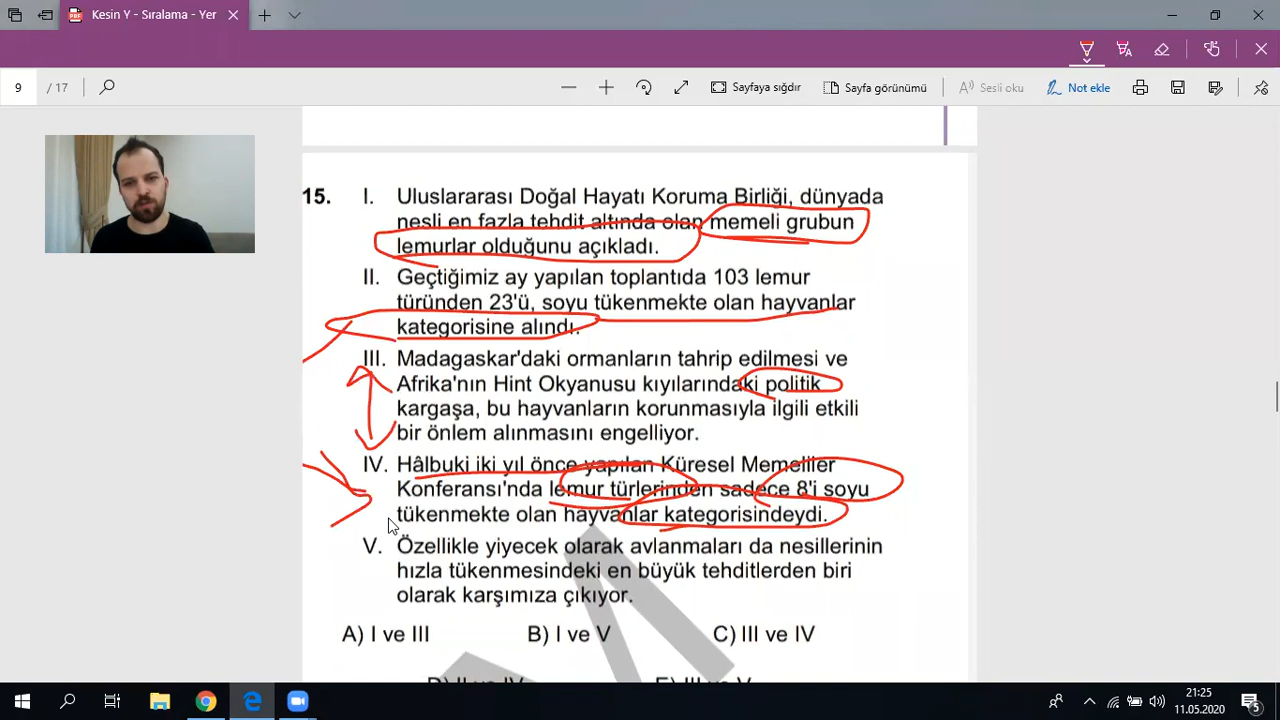 Kesin Y - Sıralama - Yer
9 / 17
Sayfaya sığdır
Sayfa görünümü
Sesli oku
Not ekle
15. I. Uluslararası Doğal Hayatı Koruma Birliği, dünyada
nesli en fazla tehdit altında olan memeli grubun
lemurlar olduğunu açıkladı.
II. Geçtiğimiz ay yapılan toplantıda 103 lemur
türünden 23'ü, soyu tükenmekte olan hayvanlar
kategorisine alındı.
III. Madagaskar'daki ormanların tahrip edilmesi ve
Afrika'nın Hint Okyanusu kıyılarındaki politik
kargaşa, bu hayvanların korunmasıyla ilgili etkili
bir önlem alınmasını engelliyor.
IV. Hâlbuki iki yıl önce yapılan Küresel Memeliler
Konferansı'nda lemur türlerinden sadece 8'i soyu
tükenmekte olan hayvanlar kategorisindeydi.
V. Özellikle yiyecek olarak avlanmaları da nesillerinin
hızla tükenmesindeki en büyük tehditlerden biri
olarak karşımıza çıkıyor.
A) I ve III B) I ve V C) III ve IV
D) II ve IV E) III ve V
21:25
11.05.2020
5